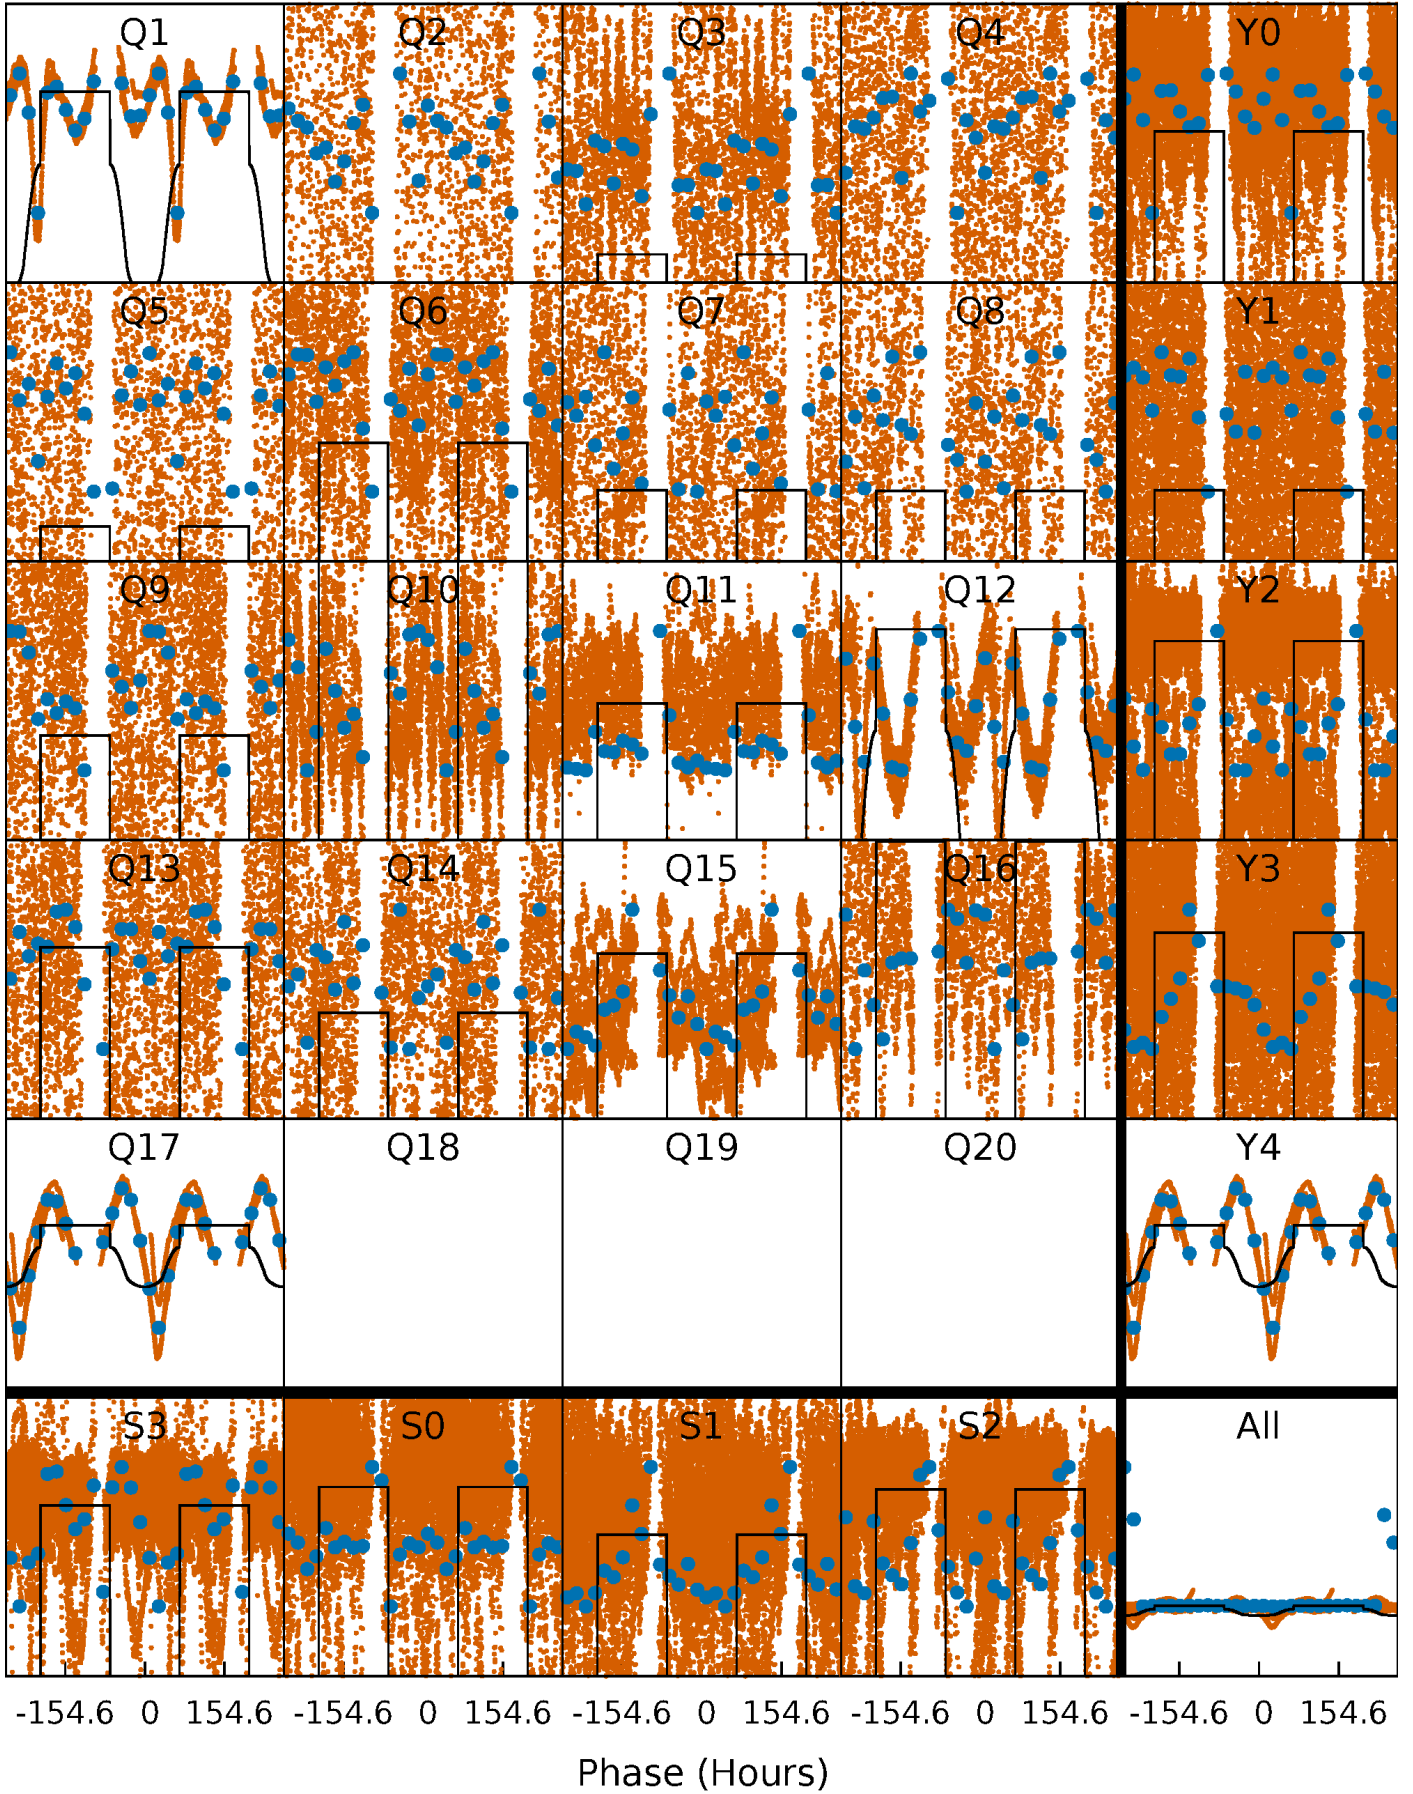 Q1 Q2 Q3 Q4 Y0
Q5 Q6 Q7 Q8 Y1
Q9 Q10 Q11 Q12 Y2
Q13 Q14 Q15 Q16 Y3
Q17 Q18 Q19 Q20 Y4
S3 S0 S1 S2 All
-154.6 0 154.6 -154.6 0 154.6 -154.6 0 154.6 -154.6 0 154.6 -154.6 0 154.6
Phase (Hours)